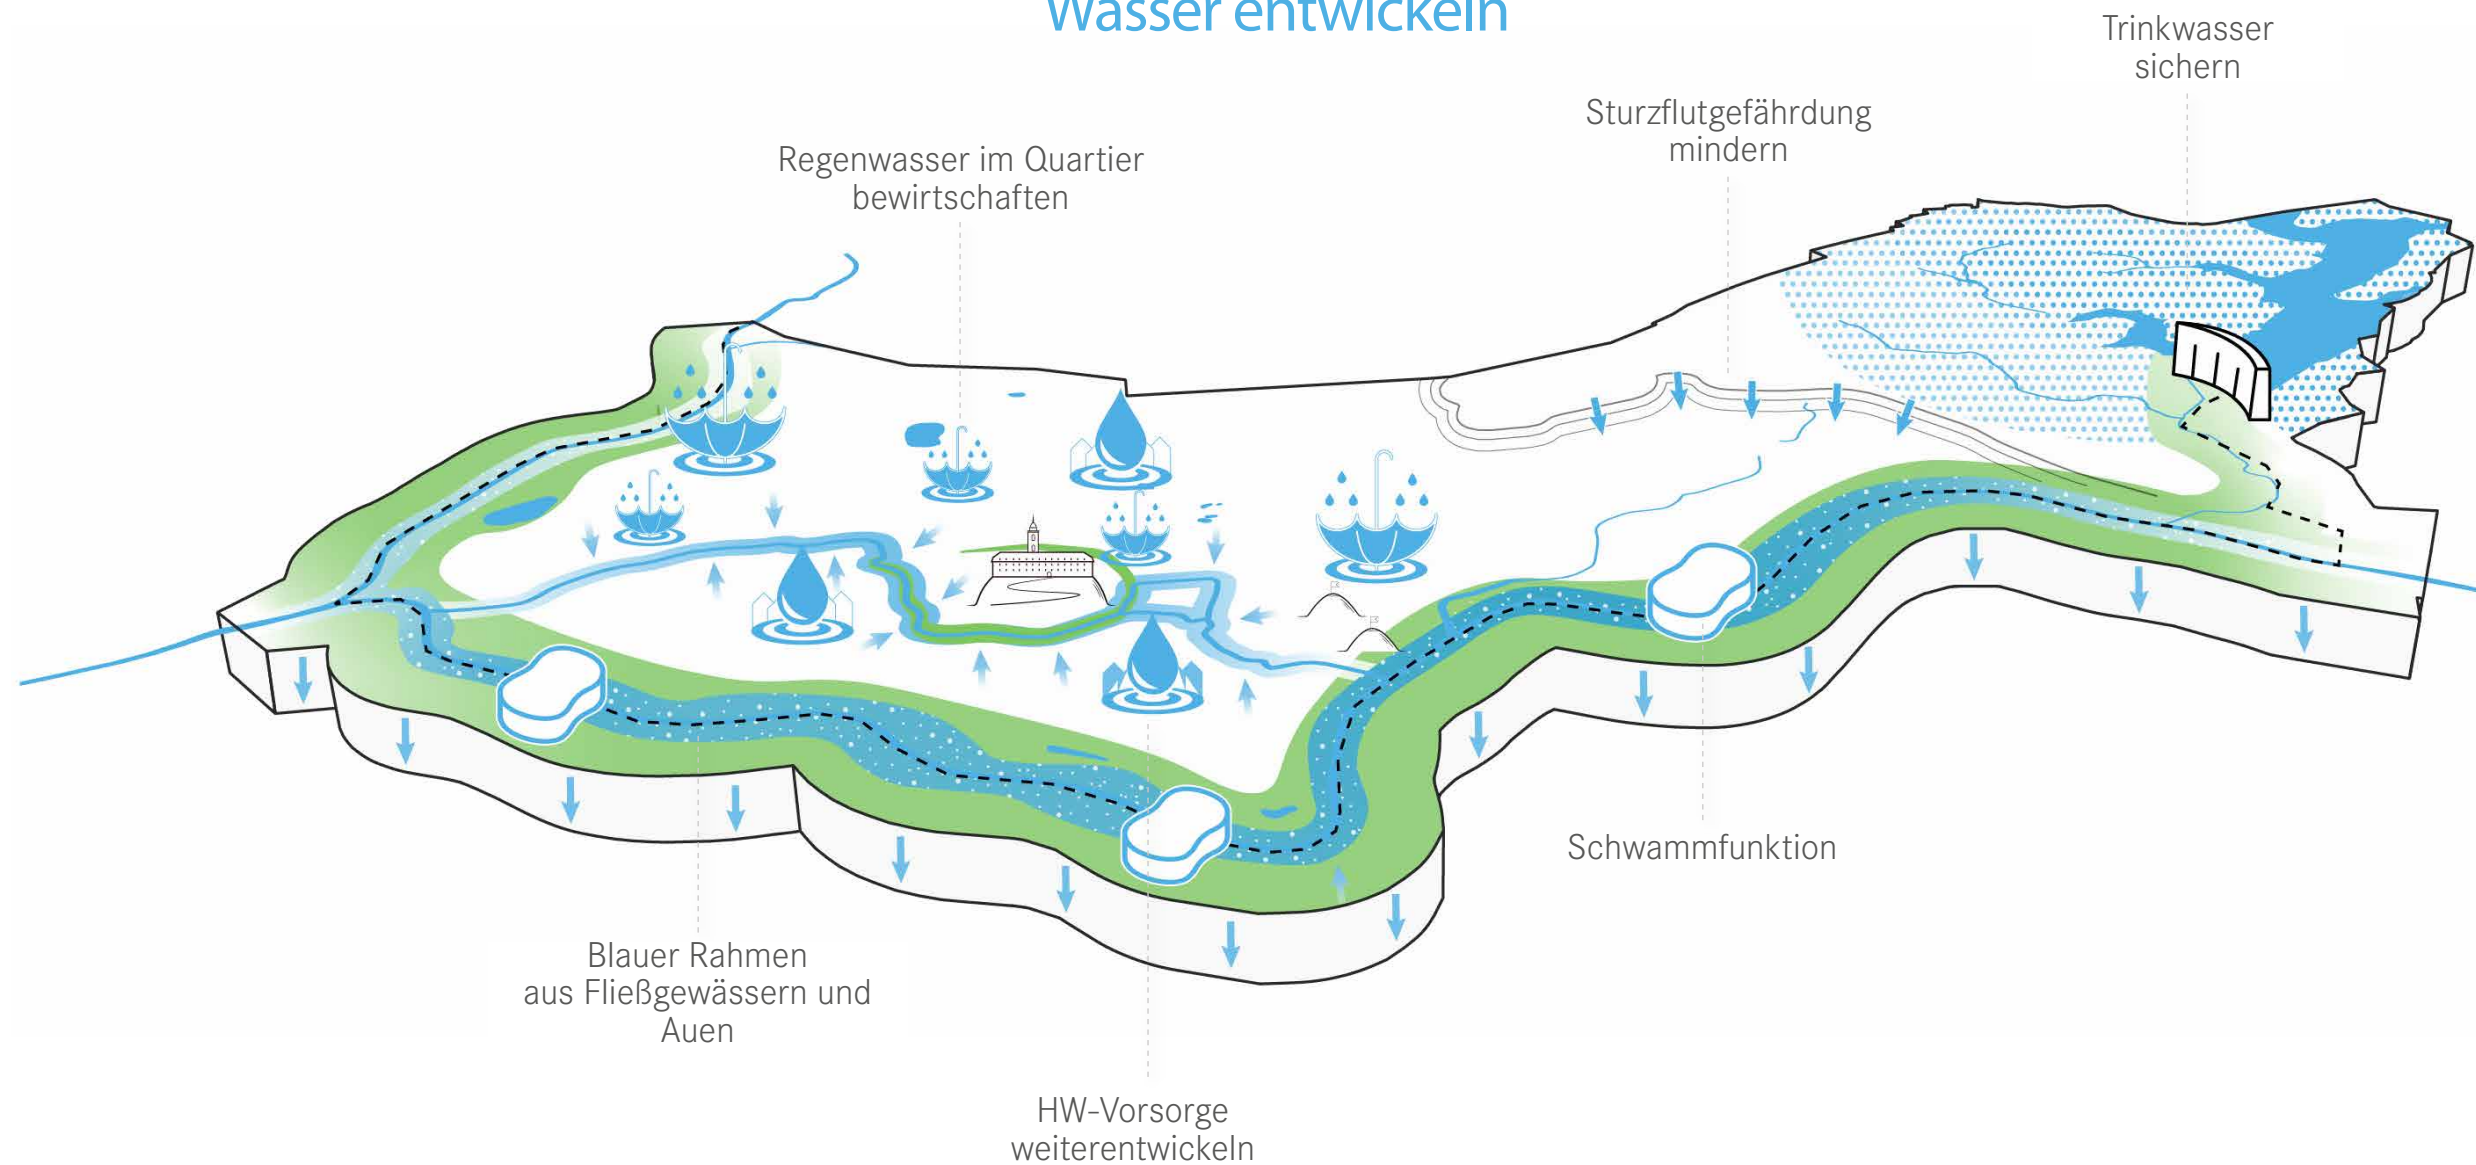 Wasser entwickeln
Trinkwasser
sichern
Sturzflutgefährdung
mindern
Regenwasser im Quartier
bewirtschaften
Schwammfunktion
Blauer Rahmen
aus Fließgewässern und
Auen
HW-Vorsorge
weiterentwickeln